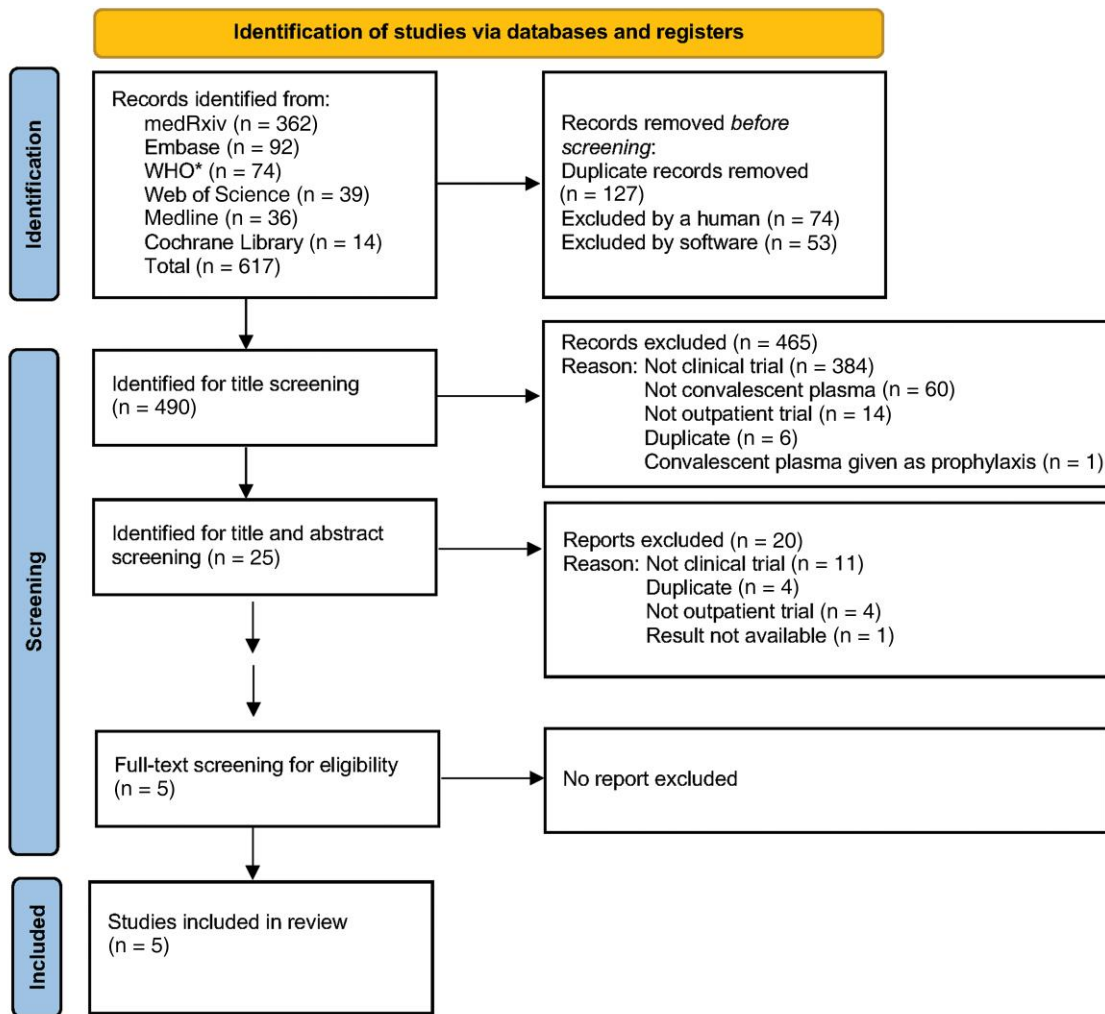 Identification of studies via databases and registers
Identification
Records identified from:
medRxiv (n = 362)
Embase (n = 92)
WHO* (n = 74)
Web of Science (n = 39)
Medline (n = 36)
Cochrane Library (n = 14)
Total (n = 617)
Records removed before
screening:
Duplicate records removed
(n = 127)
Excluded by a human (n = 74)
Excluded by software (n = 53)
Screening
Identified for title screening
(n = 490)
Records excluded (n = 465)
Reason: Not clinical trial (n = 384)
Not convalescent plasma (n = 60)
Not outpatient trial (n = 14)
Duplicate (n = 6)
Convalescent plasma given as prophylaxis (n = 1)
Identified for title and abstract
screening (n = 25)
Reports excluded (n = 20)
Reason: Not clinical trial (n = 11)
Duplicate (n = 4)
Not outpatient trial (n = 4)
Result not available (n = 1)
Full-text screening for eligibility
(n = 5)
No report excluded
Included
Studies included in review
(n = 5)